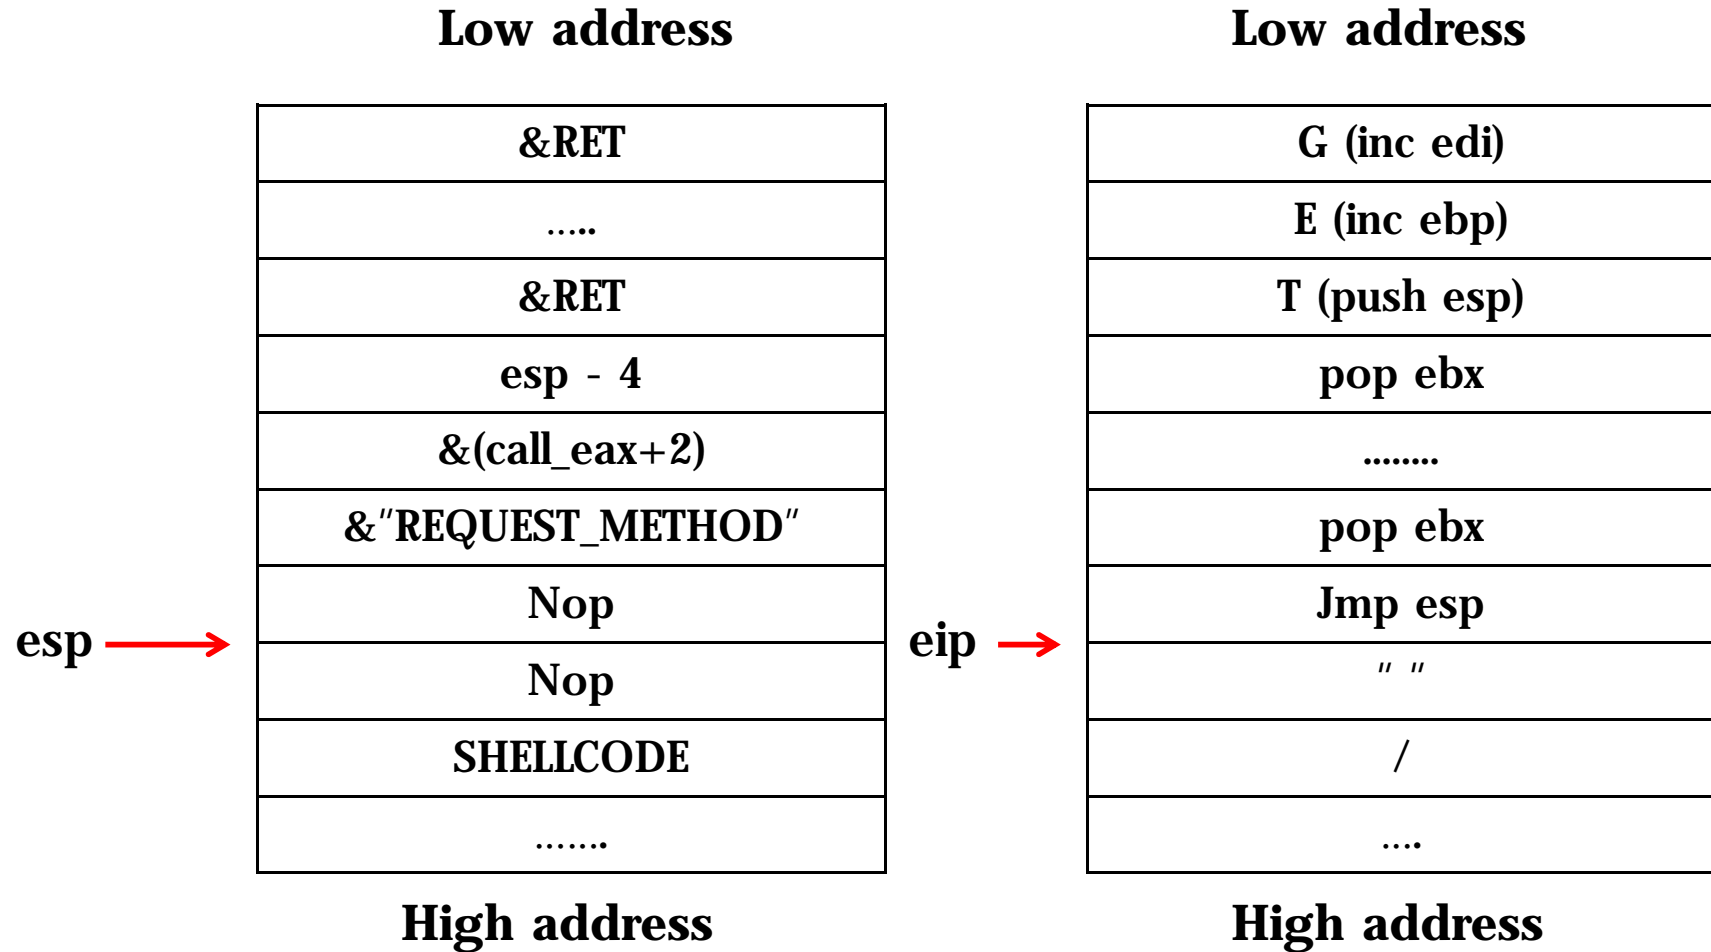 Low address
&RET
…..
&RET
esp - 4
&(call_eax+2)
&"REQUEST_METHOD"
Nop
esp
Nop
SHELLCODE
…….
High address
Low address
G (inc edi)
E (inc ebp)
T (push esp)
pop ebx
........
pop ebx
Jmp esp
eip
" "
/
….
High address